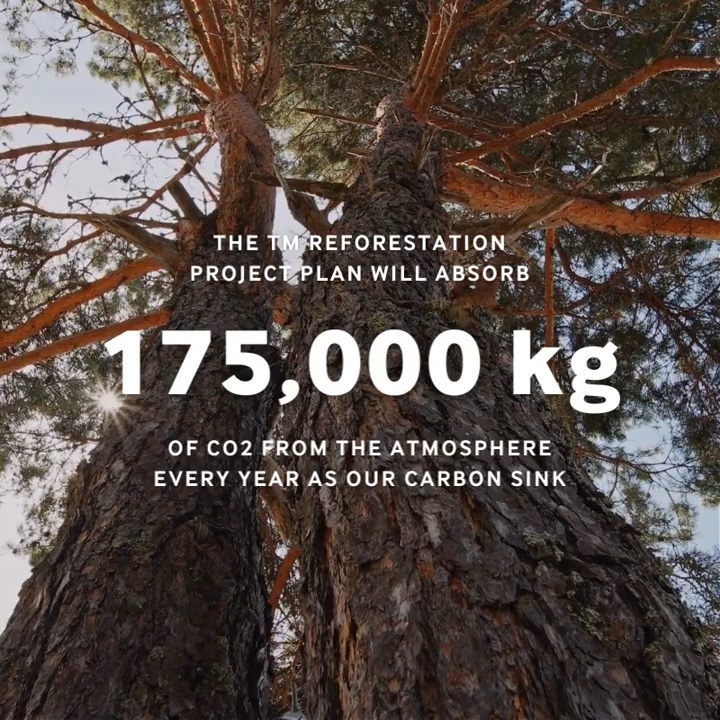 THE TM REFORESTATION
PROJECT PLAN WILL ABSORB
175,000 kg
OF CO2 FROM THE ATMOSPHERE
EVERY YEAR AS OUR CARBON SINK